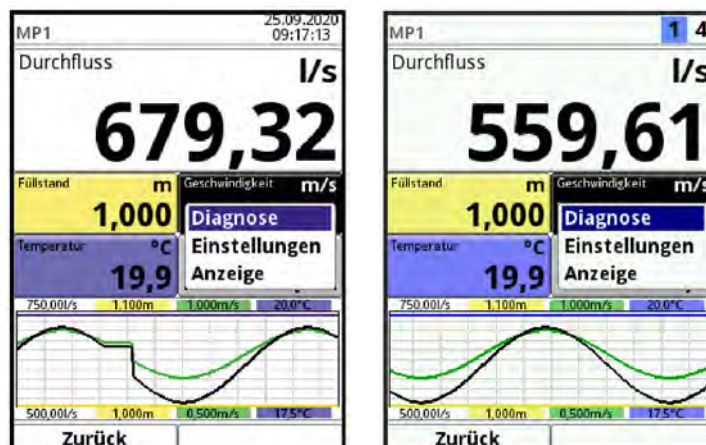 MP1
25.09.2020
09:17:13
Durchfluss
l/s
679,32
Füllstand
m
1,000
Geschwindigkeit
m/s
Diagnose
Einstellungen
Anzeige
Temperatur
°C
19,9
750,00l/s 1,100m 1,000m/s 20,0°C
500,00l/s 1,000m 0,500m/s 17,5°C
Zurück
MP1
1 4
Durchfluss
l/s
559,61
Füllstand
m
1,000
Geschwindigkeit
m/s
Diagnose
Einstellungen
Anzeige
Temperatur
°C
19,9
750,00l/s 1,100m 1,000m/s 20,0°C
500,00l/s 1,000m 0,500m/s 17,5°C
Zurück